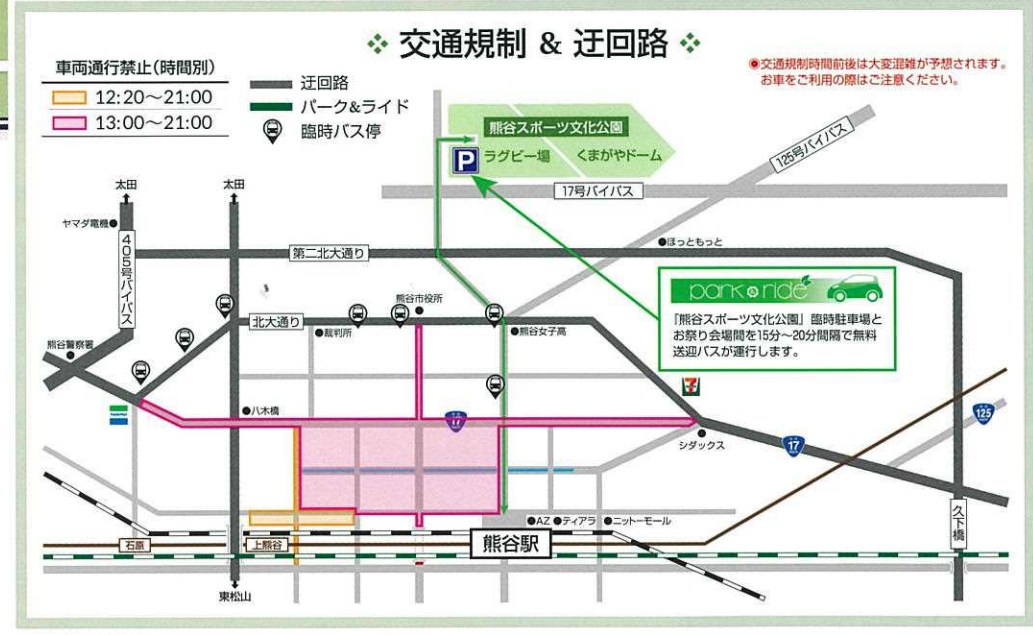 ❖ 交通規制 & 迂回路 ❖
車両通行禁止(時間別)
12:20～21:00
13:00～21:00
迂回路
パーク&ライド
臨時バス停
◉交通規制時間前後は大変混雑が予想されます。
お車をご利用の際はご注意ください。
熊谷スポーツ文化公園
P
ラグビー場
くまがやドーム
125号バイパス
17号バイパス
太田
太田
ヤマダ電機
405号バイパス
第二北大通り
ほっともっと
park ride
『熊谷スポーツ文化公園』臨時駐車場と
お祭り会場間を15分～20分間隔で無料
送迎バスが運行します。
熊谷市役所
北大通り
裁判所
熊谷女子高
熊谷警察署
八木橋
17
シダックス
17
125
久下橋
AZ
ティアラ
ニットーモール
石原
上熊谷
熊谷駅
東松山